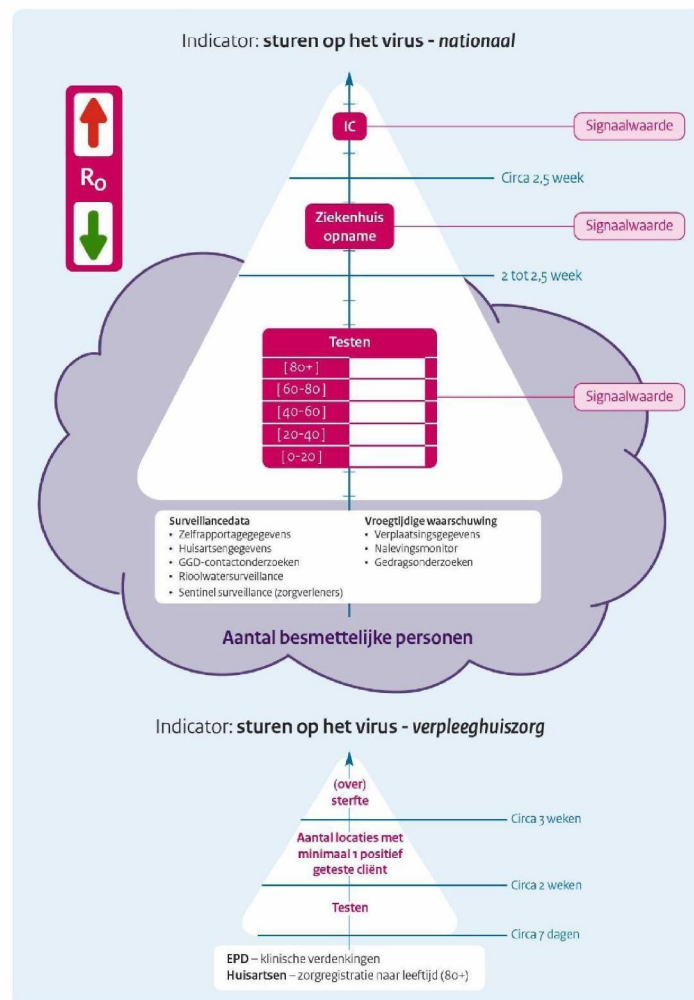 Indicator: sturen op het virus - nationaal
R0
IC
Signaalwaarde
Circa 2,5 week
Ziekenhuis
opname
Signaalwaarde
2 tot 2,5 week
Testen
[80+]
[60-80]
[40-60]
[20-40]
[0-20]
Signaalwaarde
Surveillancedata
• Zelfrapportagegegevens
• Huisartsengegevens
• GGD-contactonderzoeken
• Rioolwatersurveillance
• Sentinel surveillance (zorgverleners)
Vroegtijdige waarschuwing
• Verplaatsingsgegevens
• Nalevingsmonitor
• Gedragsonderzoeken
Aantal besmettelijke personen
Indicator: sturen op het virus - verpleeghuiszorg
(over)
sterfte
Circa 3 weken
Aantal locaties met
minimaal 1 positief
geteste cliënt
Circa 2 weken
Testen
Circa 7 dagen
EPD – klinische verdenkingen
Huisartsen – zorgregistratie naar leeftijd (80+)